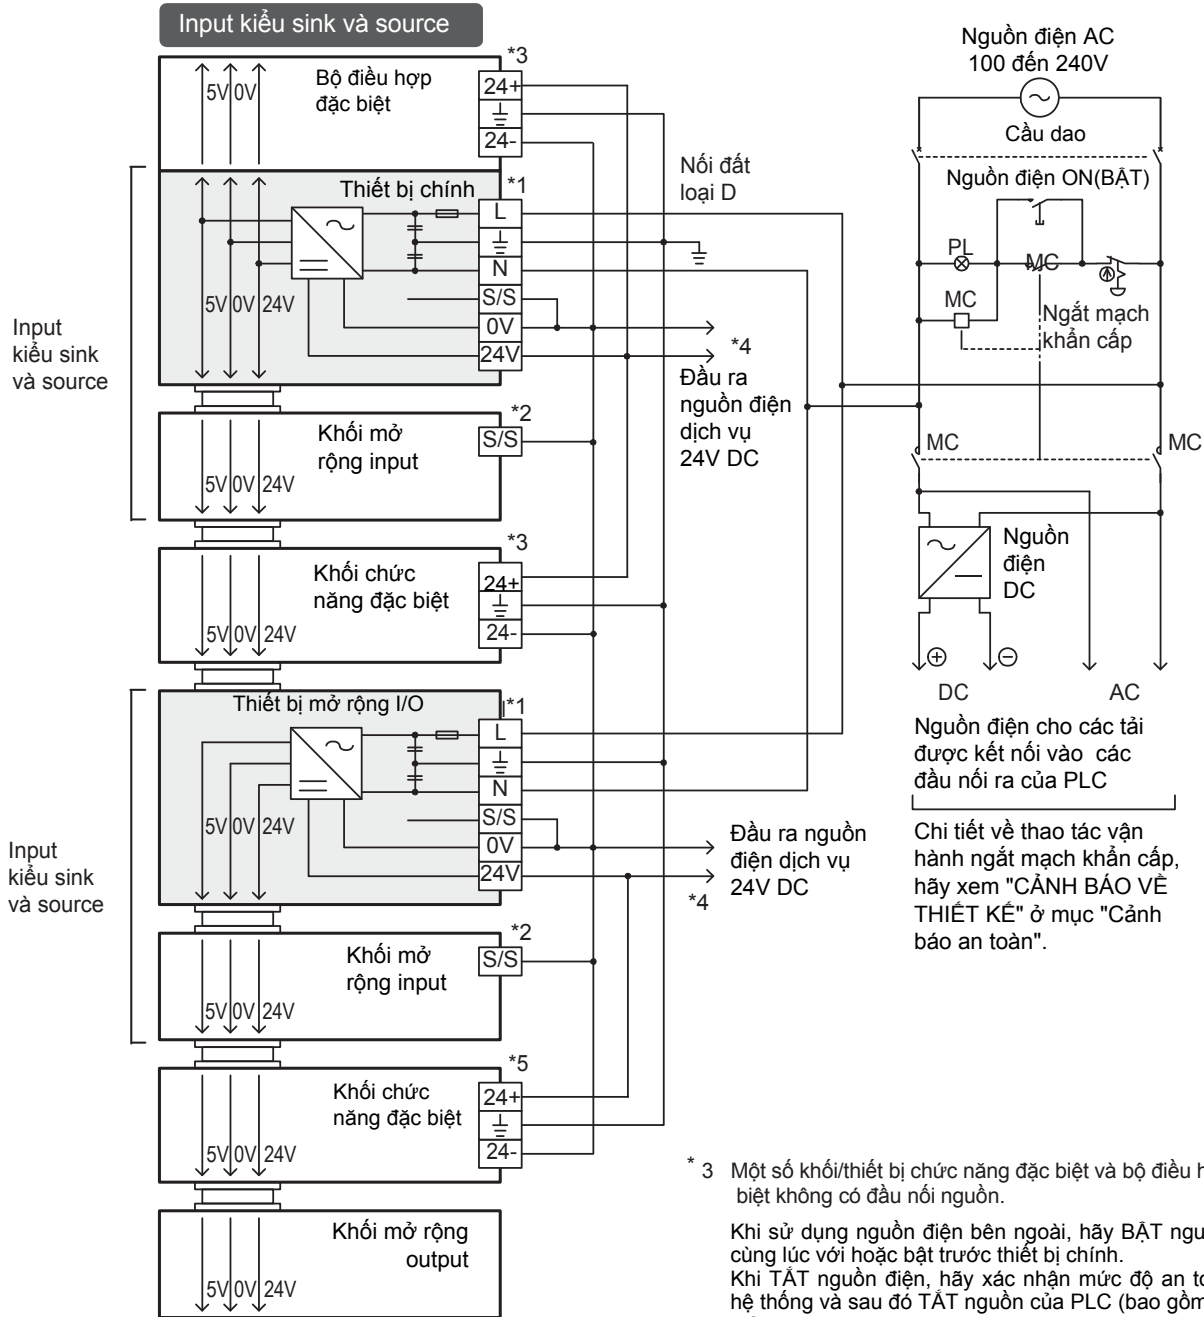 Input kiểu sink và source
5V 0V
Bộ điều hợp
đặc biệt
*3
24+
24-
Thiết bị chính
*1
L
N
S/S
0V
24V
5V 0V 24V
Input
kiểu sink
và source
Nối đất
loại D
*4
Đầu ra
nguồn điện
dịch vụ
24V DC
Khối mở
rộng input
*2
S/S
5V 0V 24V
Khối chức
năng đặc biệt
*3
24+
24-
5V 0V 24V
Thiết bị mở rộng I/O
*1
L
N
S/S
0V
24V
5V 0V 24V
Input
kiểu sink
và source
Đầu ra nguồn
điện dịch vụ
24V DC
*4
Khối mở
rộng input
*2
S/S
5V 0V 24V
Khối chức
năng đặc biệt
*5
24+
24-
5V 0V 24V
Khối mở rộng
output
5V 0V 24V
Nguồn điện AC
100 đến 240V
Cầu dao
Nguồn điện ON(BẬT)
PL
MC
MC
Ngắt mạch
khẩn cấp
MC
MC
Nguồn
điện
DC
DC
AC
Nguồn điện cho các tải
được kết nối vào các
đầu nối ra của PLC
Chi tiết về thao tác vận
hành ngắt mạch khẩn cấp,
hãy xem "CẢNH BÁO VỀ
THIẾT KẾ" ở mục "Cảnh
báo an toàn".
* 3 Một số khối/thiết bị chức năng đặc biệt và bộ điều
biệt không có đầu nối nguồn.
Khi sử dụng nguồn điện bên ngoài, hãy BẬT
cùng lúc với hoặc bật trước thiết bị chính.
Khi TẮT nguồn điện, hãy xác nhận mức độ an
hệ thống và sau đó TẮT nguồn của PLC (bao gồm